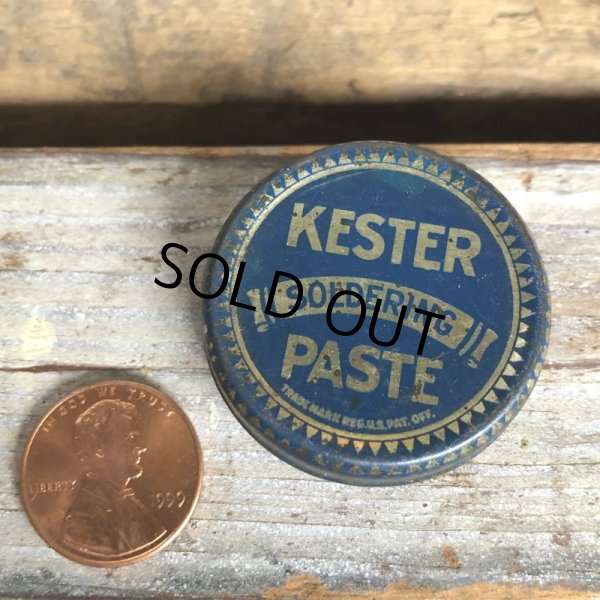 KESTER
SOLDERING
PASTE
TRADE MARK REG. U.S. PAT. OFF.
SOLD OUT
IN GOD WE TRUST
LIBERTY
1999